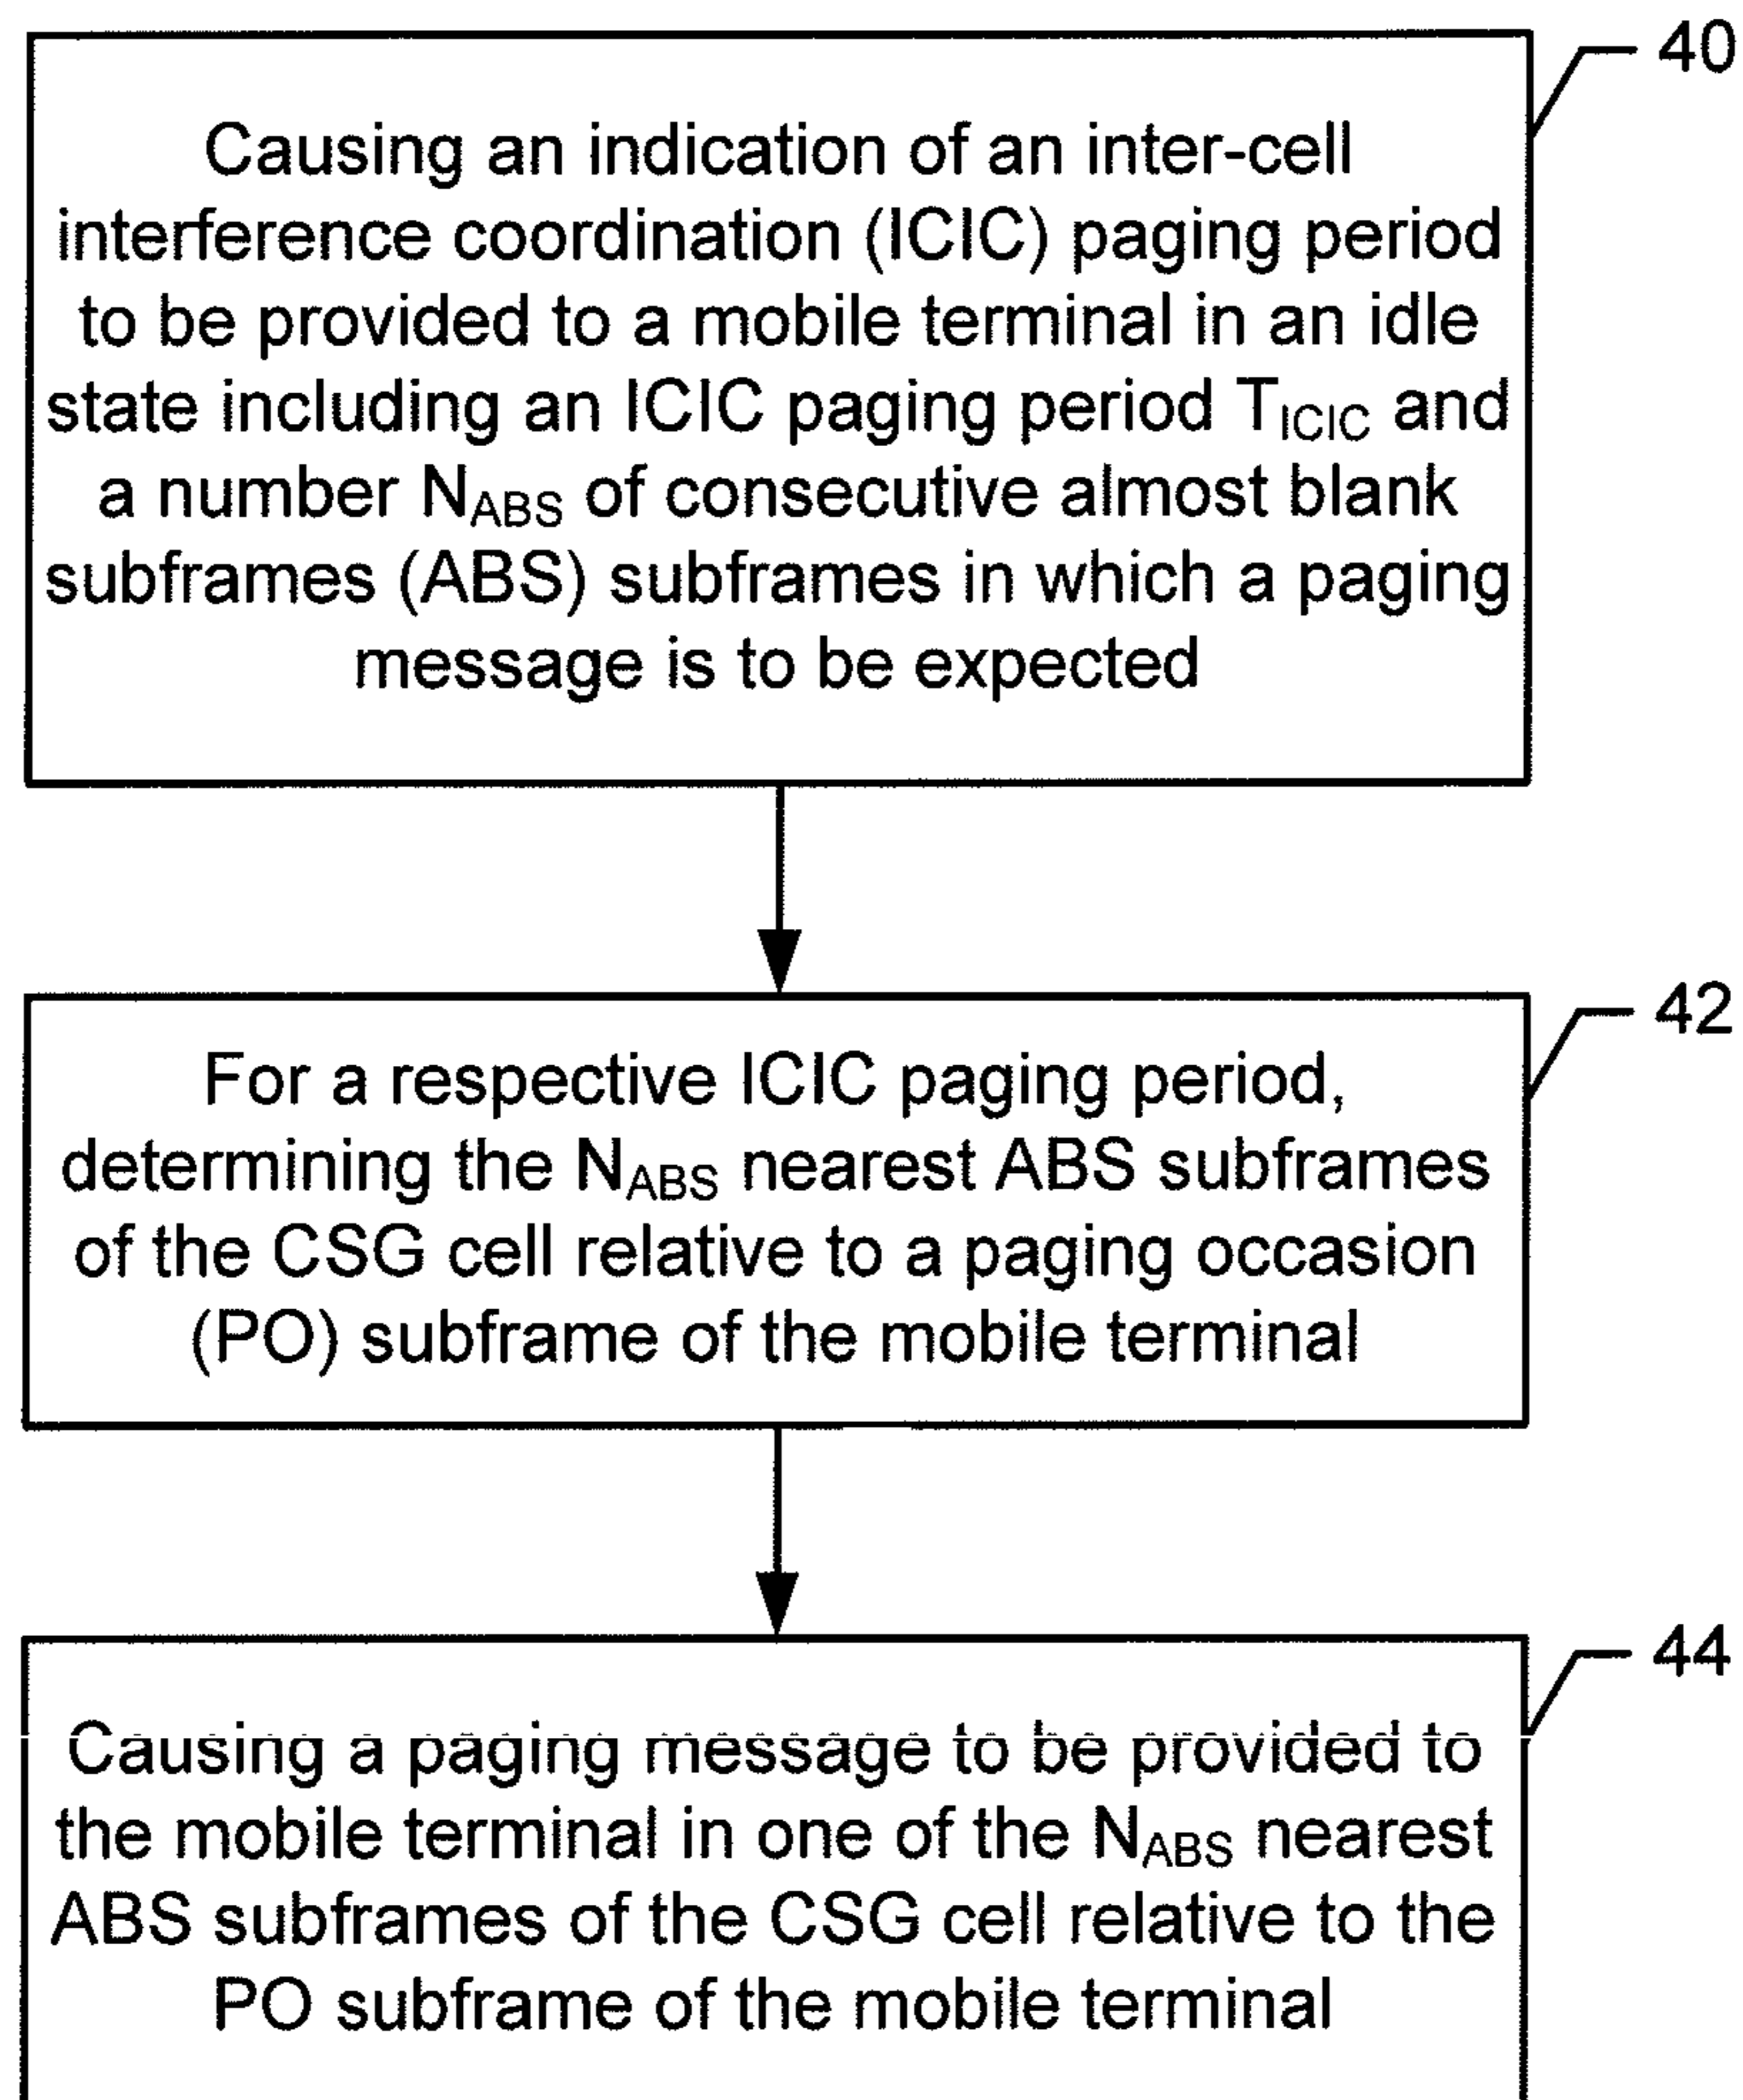 40
Causing an indication of an inter-cell
interference coordination (ICIC) paging period
to be provided to a mobile terminal in an idle
state including an ICIC paging period TICIC and
a number NABS of consecutive almost blank
subframes (ABS) subframes in which a paging
message is to be expected
42
For a respective ICIC paging period,
determining the NABS nearest ABS subframes
of the CSG cell relative to a paging occasion
(PO) subframe of the mobile terminal
44
Causing a paging message to be provided to
the mobile terminal in one of the NABS nearest
ABS subframes of the CSG cell relative to the
PO subframe of the mobile terminal